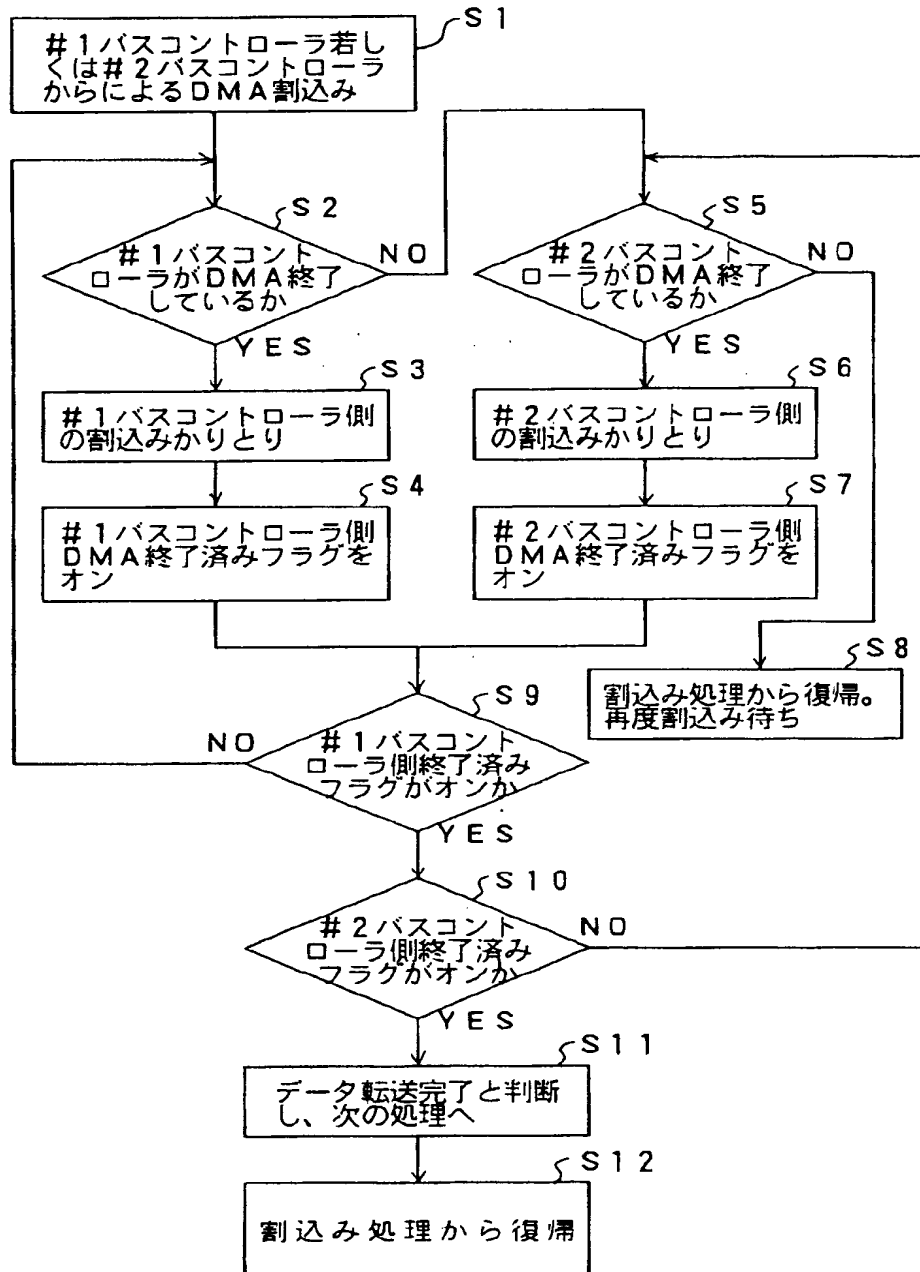 S1
#1バスコントローラ若し
くは#2バスコントローラ
からによるDMA割込み
S2
#1バスコント
ローラがDMA終了
しているか
NO
YES
S3
#1バスコントローラ側
の割込みかりとり
S4
#1バスコントローラ側
DMA終了済みフラグを
オン
S5
#2バスコント
ローラがDMA終了
しているか
NO
YES
S6
#2バスコントローラ側
の割込みかりとり
S7
#2バスコントローラ側
DMA終了済みフラグを
オン
S8
割込み処理から復帰。
再度割込み待ち
S9
#1バスコント
ローラ側終了済み
フラグがオンか
NO
YES
S10
#2バスコント
ローラ側終了済み
フラグがオンか
NO
YES
S11
データ転送完了と判断
し、次の処理へ
S12
割込み処理から復帰